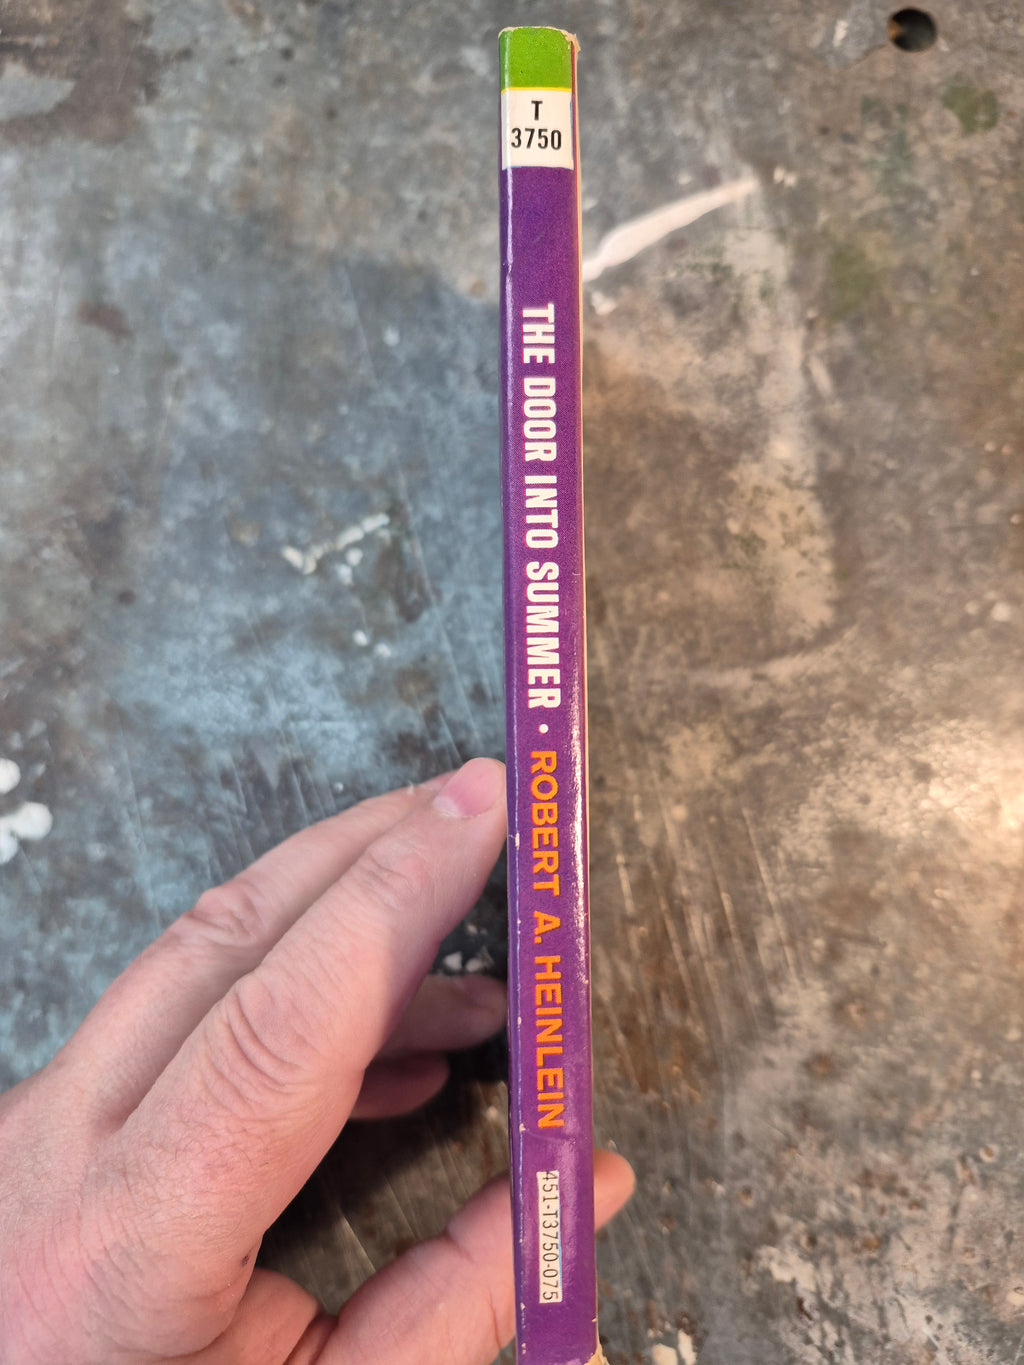 T
3750
THE DOOR INTO SUMMER • ROBERT A. HEINLEIN
451-T3750-075